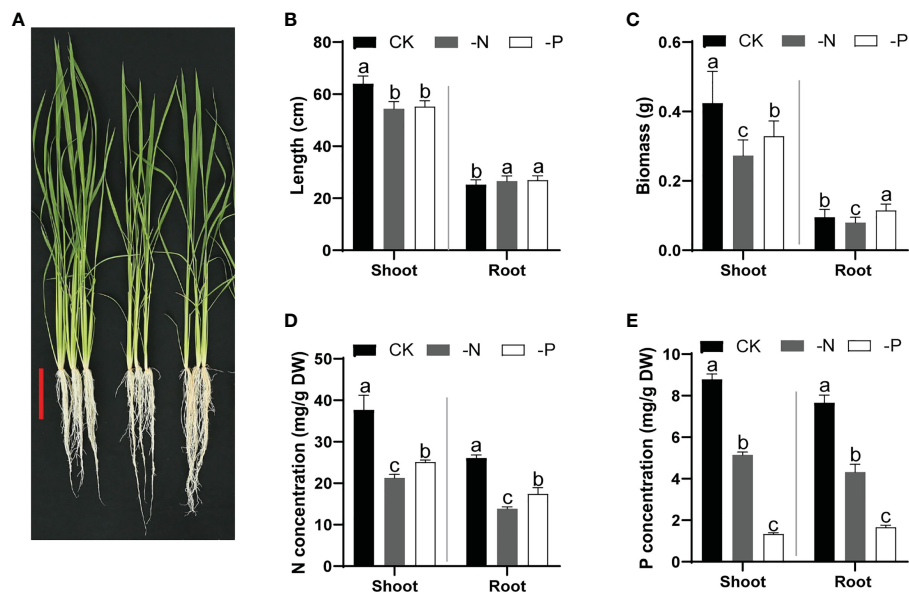 A
B
CK -N -P
Length (cm)
80
60
40
20
0
a
b
b
b
a
a
Shoot Root
C
CK -N -P
Biomass (g)
0.6
0.4
0.2
0.0
a
c
b
b
c
a
Shoot Root
D
CK -N -P
N concentration (mg/g DW)
50
40
30
20
10
0
a
c
b
a
c
b
Shoot Root
E
CK -N -P
P concentration (mg/g DW)
10
8
6
4
2
0
a
b
c
a
b
c
Shoot Root